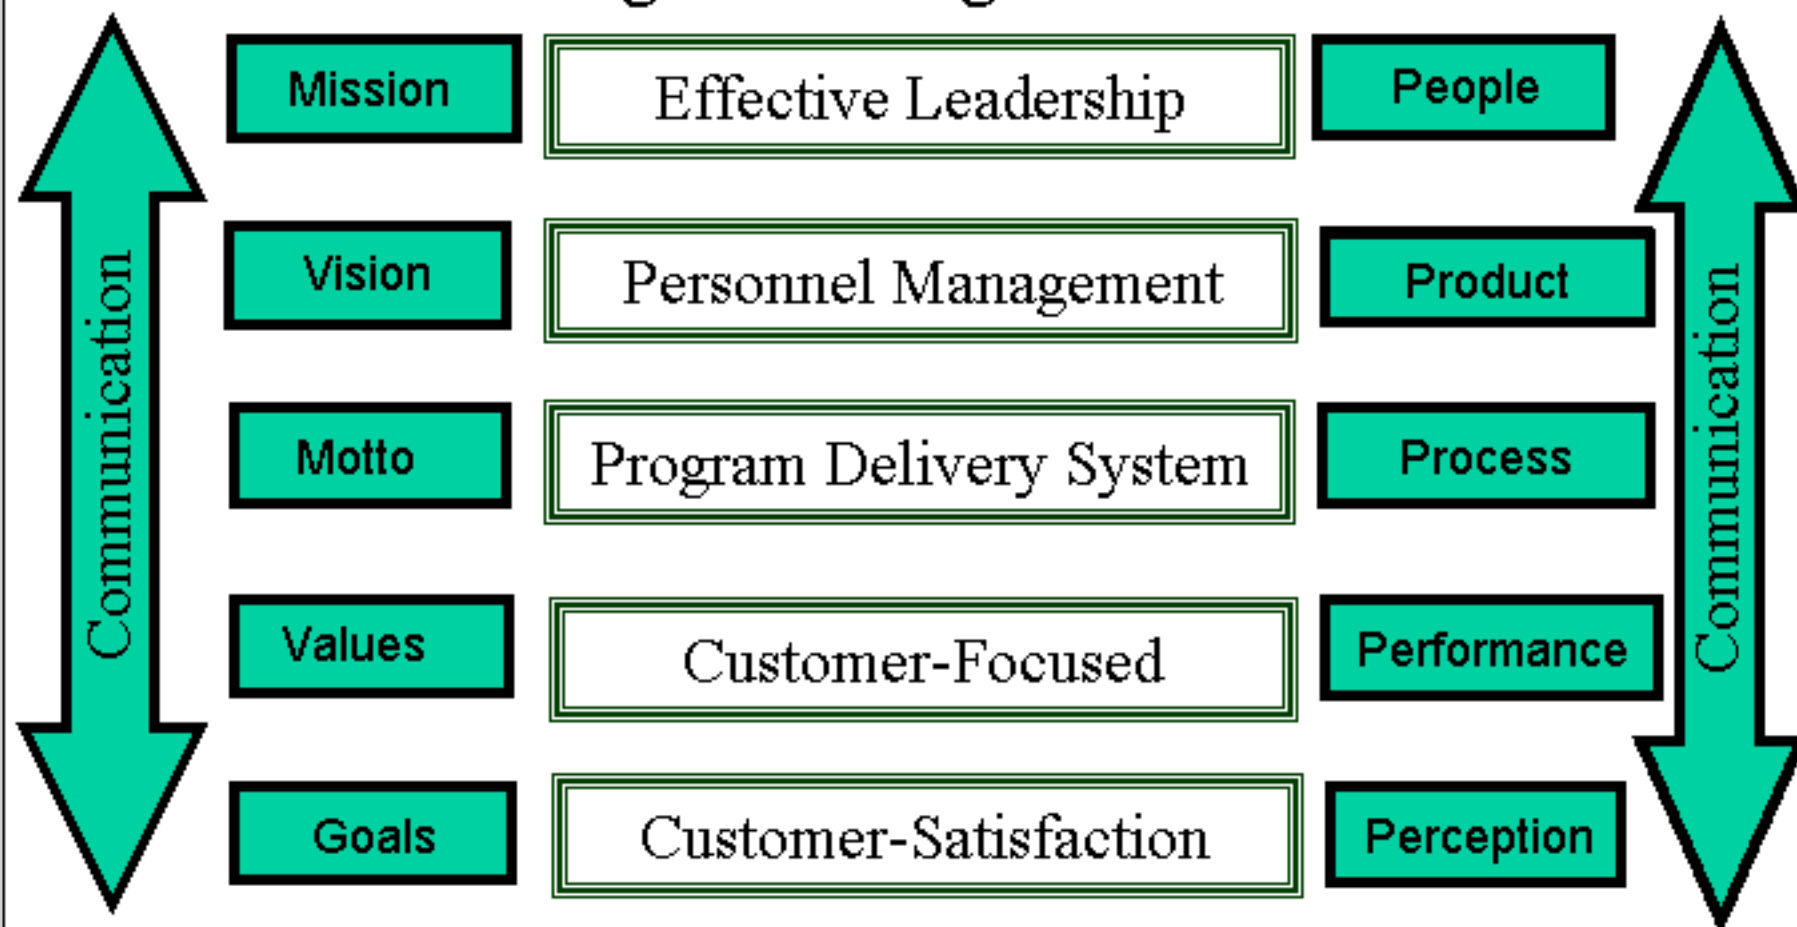 Mission Effective Leadership People
Vision Personnel Management Product
Motto Program Delivery System Process
Values Customer-Focused Performance
Goals Customer-Satisfaction Perception
Communication
Communication